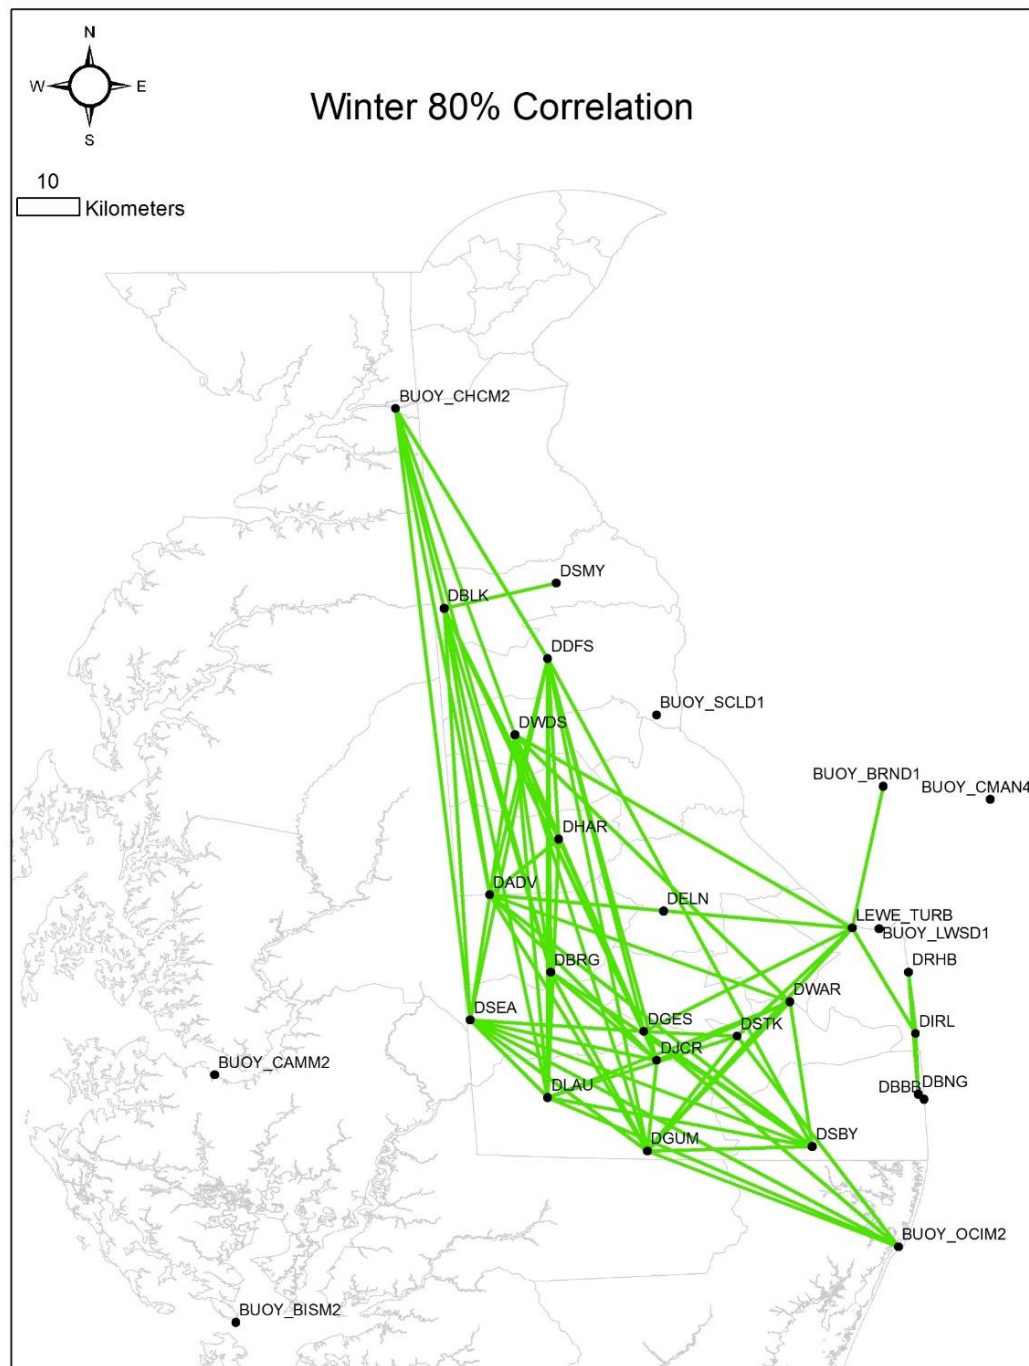 N
W E
S
Winter 80% Correlation
10
Kilometers
BUOY_CHCM2
DSMY
DBLK
DDFS
BUOY_SCLD1
DWDS
BUOY_BRND1
BUOY_CMAN4
DHAR
DADV
DELN
LEWE_TURB
BUOY_LWSD1
DBRG
DRHB
DWAR
DSEA
DGES
DSTK
DIRL
DJCR
BUOY_CAMM2
DLAU
DBBB
DBNG
DGUM
DSBY
BUOY_OCIM2
BUOY_BISM2